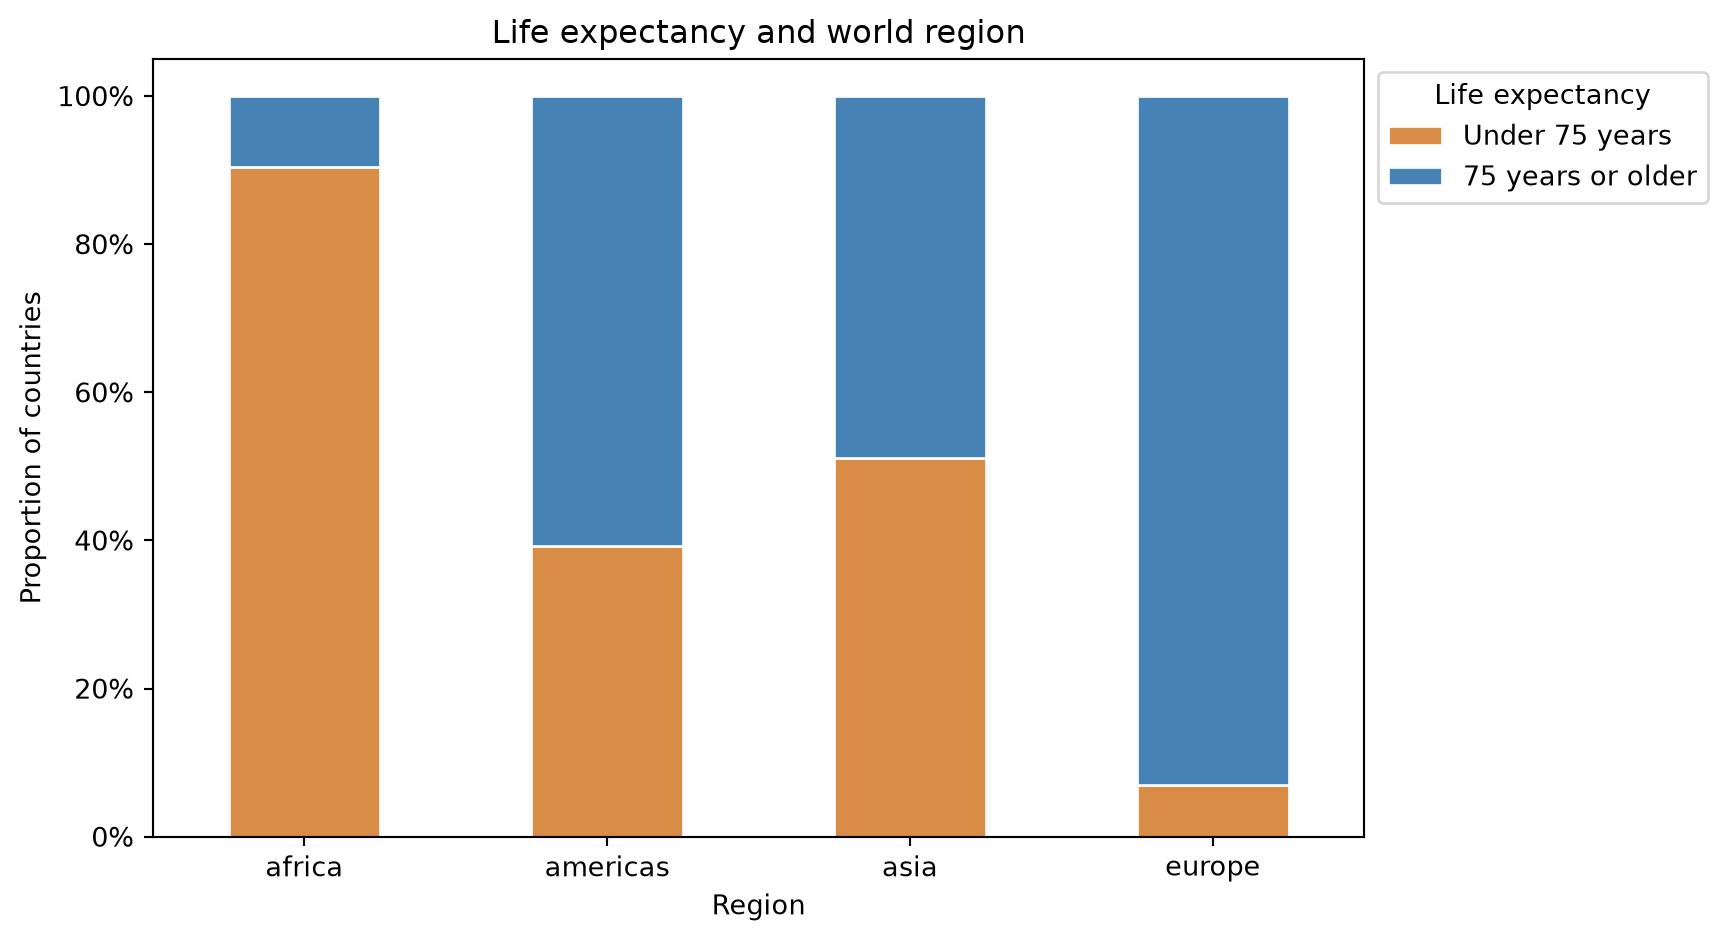 Life expectancy and world region
Life expectancy
Under 75 years
75 years or older
Proportion of countries
100%
80%
60%
40%
20%
0%
africa americas asia europe
Region